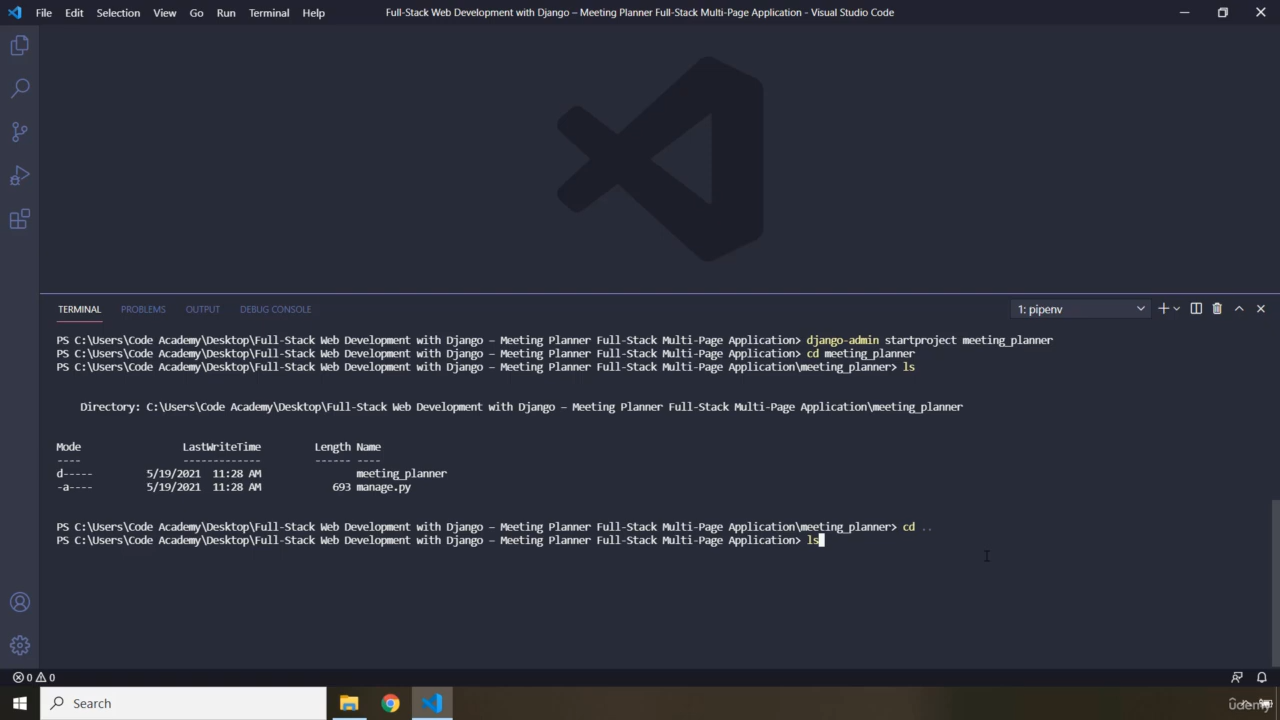 File Edit Selection View Go Run Terminal Help
Full-Stack Web Development with Django – Meeting Planner Full-Stack Multi-Page Application - Visual Studio Code
TERMINAL PROBLEMS OUTPUT DEBUG CONSOLE
1: pipenv
PS C:\Users\Code Academy\Desktop\Full-Stack Web Development with Django – Meeting Planner Full-Stack Multi-Page Application> django-admin startproject meeting_planner
PS C:\Users\Code Academy\Desktop\Full-Stack Web Development with Django – Meeting Planner Full-Stack Multi-Page Application> cd meeting_planner
PS C:\Users\Code Academy\Desktop\Full-Stack Web Development with Django – Meeting Planner Full-Stack Multi-Page Application\meeting_planner> ls
Directory: C:\Users\Code Academy\Desktop\Full-Stack Web Development with Django – Meeting Planner Full-Stack Multi-Page Application\meeting_planner
Mode LastWriteTime Length Name
---- ------------- ------ ----
d----- 5/19/2021 11:28 AM meeting_planner
-a---- 5/19/2021 11:28 AM 693 manage.py
PS C:\Users\Code Academy\Desktop\Full-Stack Web Development with Django – Meeting Planner Full-Stack Multi-Page Application\meeting_planner> cd ..
PS C:\Users\Code Academy\Desktop\Full-Stack Web Development with Django – Meeting Planner Full-Stack Multi-Page Application> ls
0 0
Search
udemy